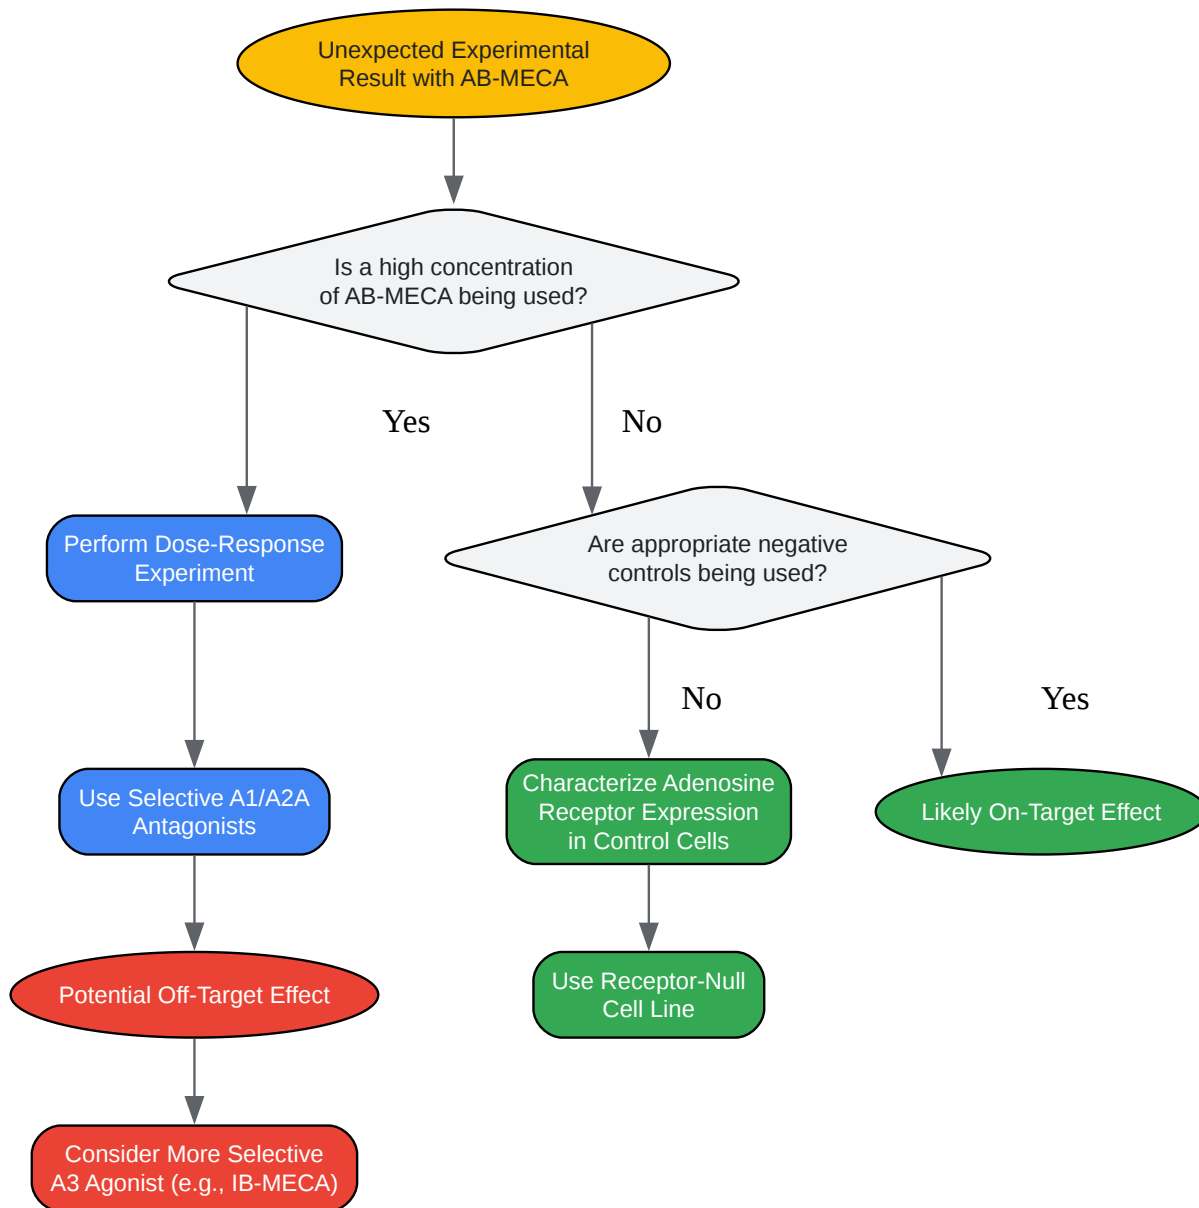 Unexpected Experimental
Result with AB-MECA
Is a high concentration
of AB-MECA being used?
Yes
No
Perform Dose-Response
Experiment
Are appropriate negative
controls being used?
No
Yes
Use Selective A1/A2A
Antagonists
Characterize Adenosine
Receptor Expression
in Control Cells
Likely On-Target Effect
Potential Off-Target Effect
Use Receptor-Null
Cell Line
Consider More Selective
A3 Agonist (e.g., IB-MECA)